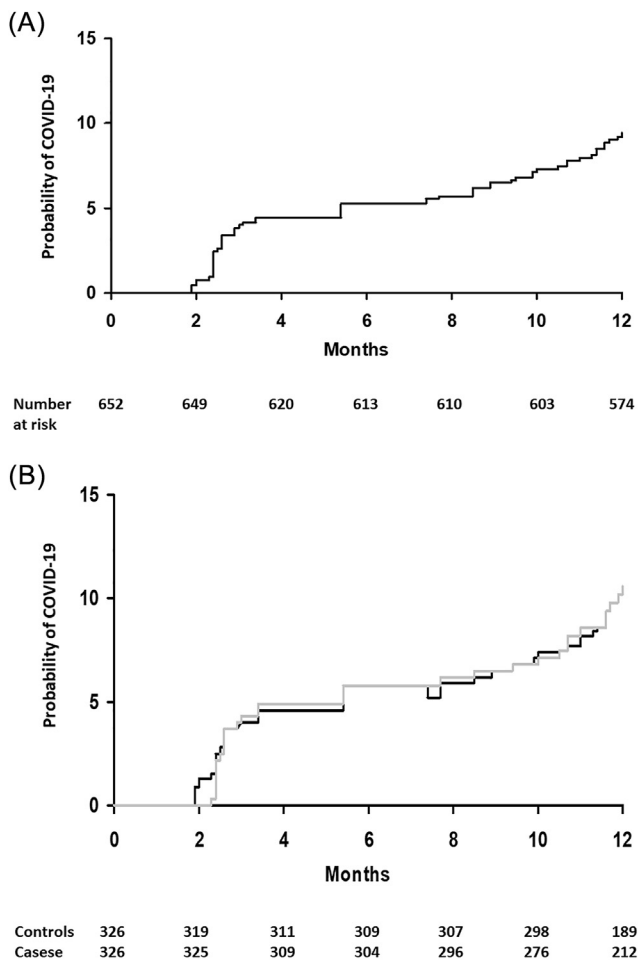 (A)
15
10
5
0
Probability of COVID-19
0 2 4 6 8 10 12
Months
Number at risk 652 649 620 613 610 603 574
(B)
15
10
5
0
Probability of COVID-19
0 2 4 6 8 10 12
Months
Controls 326 319 311 309 307 298 189
Casese 326 325 309 304 296 276 212